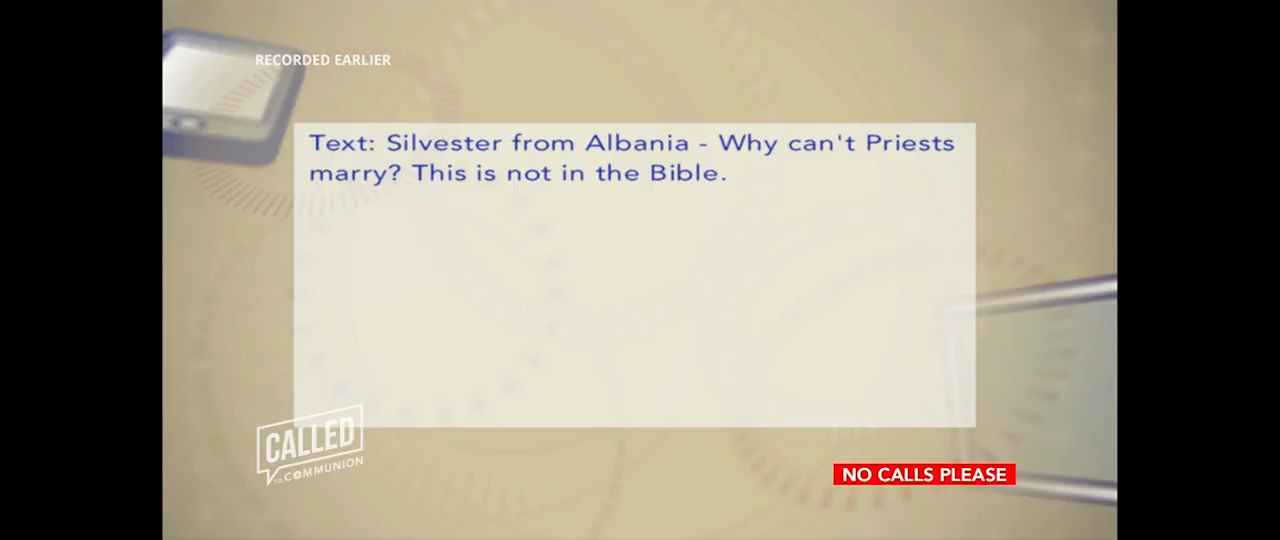 RECORDED EARLIER
Text: Silvester from Albania - Why can't Priests
marry? This is not in the Bible.
CALLED
TO COMMUNION
NO CALLS PLEASE